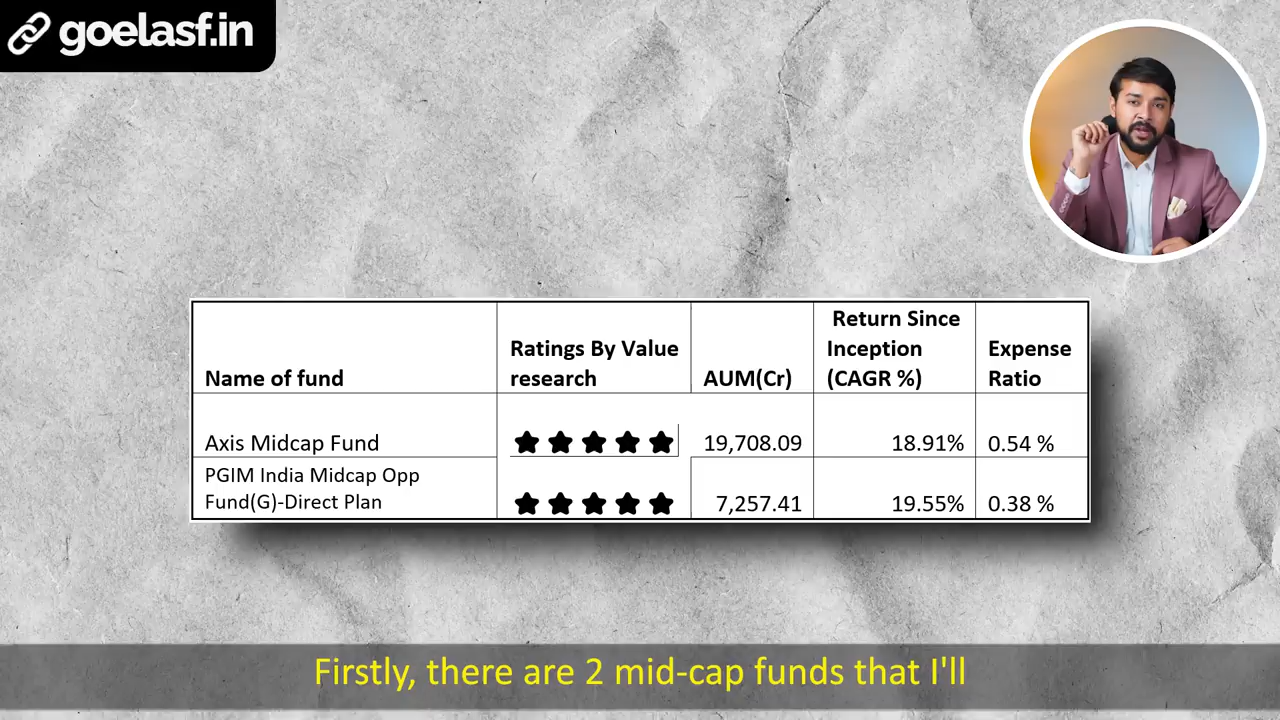 goelasf.in
Name of fund
Ratings By Value
research
AUM(Cr)
Return Since
Inception
(CAGR %)
Expense
Ratio
Axis Midcap Fund
19,708.09
18.91%
0.54 %
PGIM India Midcap Opp
Fund(G)-Direct Plan
7,257.41
19.55%
0.38 %
Firstly, there are 2 mid-cap funds that I'll